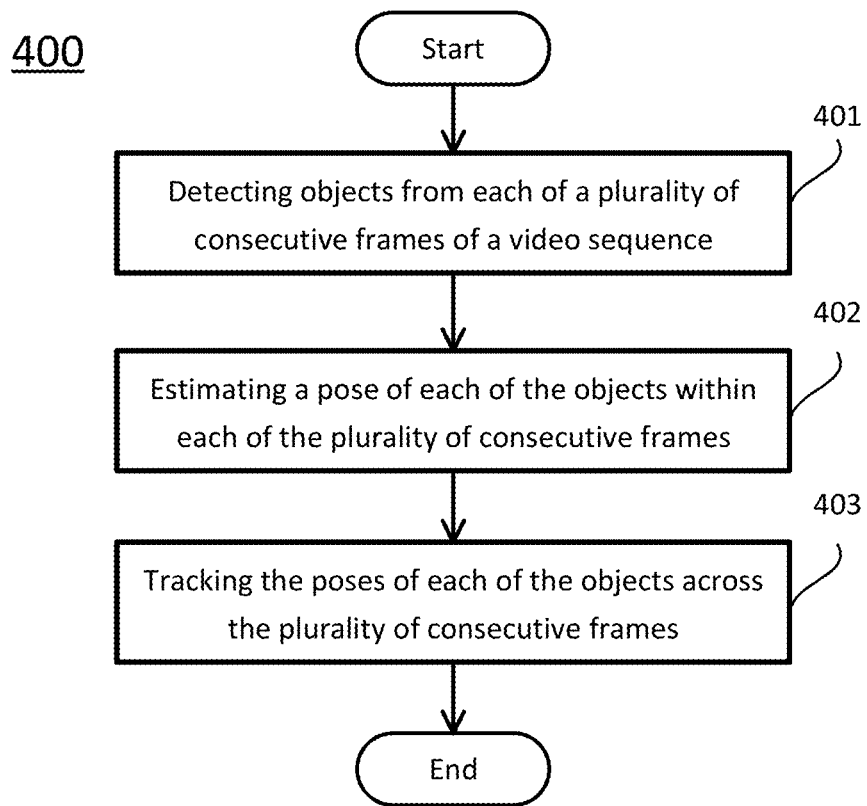 400
Start
401
Detecting objects from each of a plurality of
consecutive frames of a video sequence
402
Estimating a pose of each of the objects within
each of the plurality of consecutive frames
403
Tracking the poses of each of the objects across
the plurality of consecutive frames
End